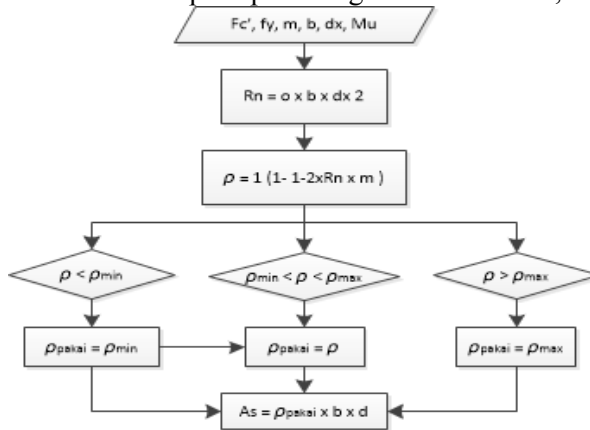 Fc', fy, m, b, dx, Mu
Rn = o x b x dx 2
ρ = 1 (1- 1-2xRn x m )
ρ < ρmin
ρmin < ρ < ρmax
ρ > ρmax
ρpakai = ρmin
ρpakai = ρ
ρpakai = ρmax
As = ρpakai x b x d